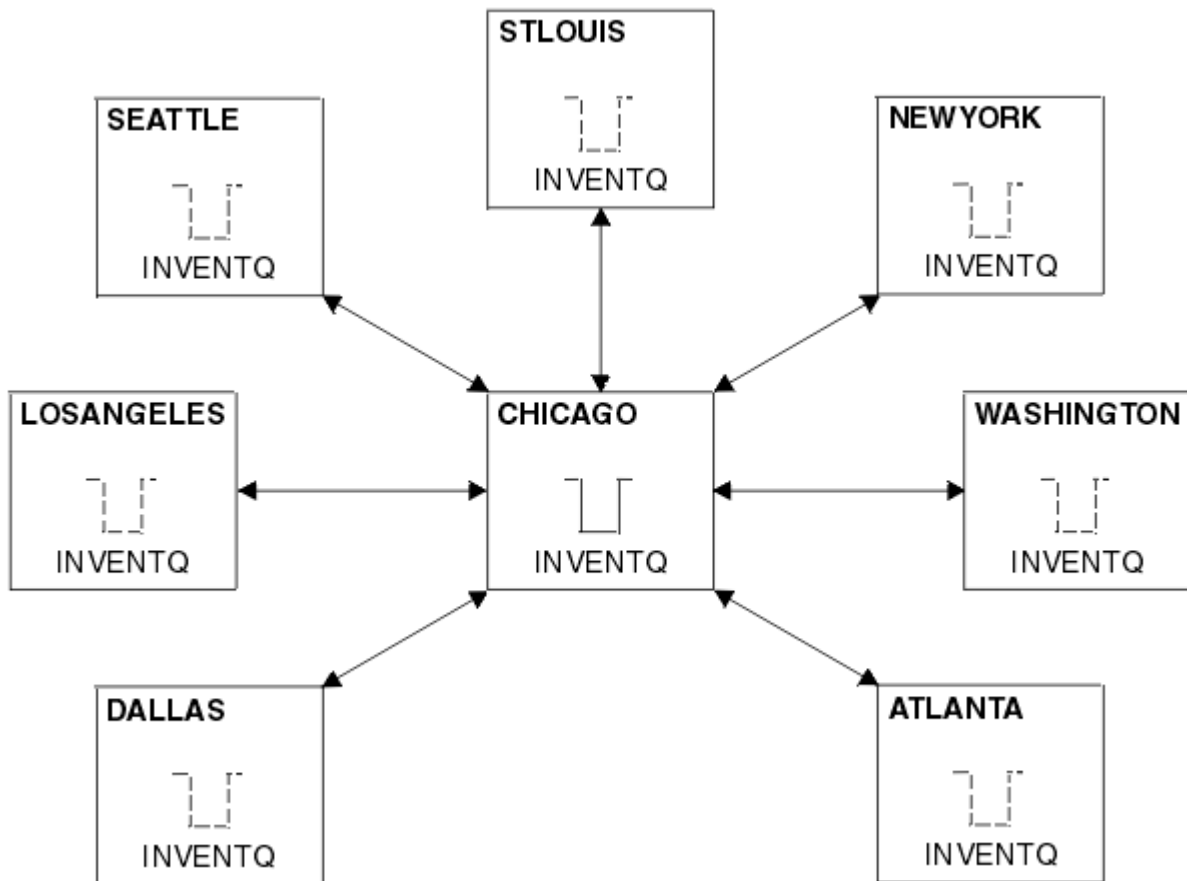 STLOUIS
INVENTQ
SEATTLE
INVENTQ
NEWYORK
INVENTQ
LOSANGELES
INVENTQ
CHICAGO
INVENTQ
WASHINGTON
INVENTQ
DALLAS
INVENTQ
ATLANTA
INVENTQ